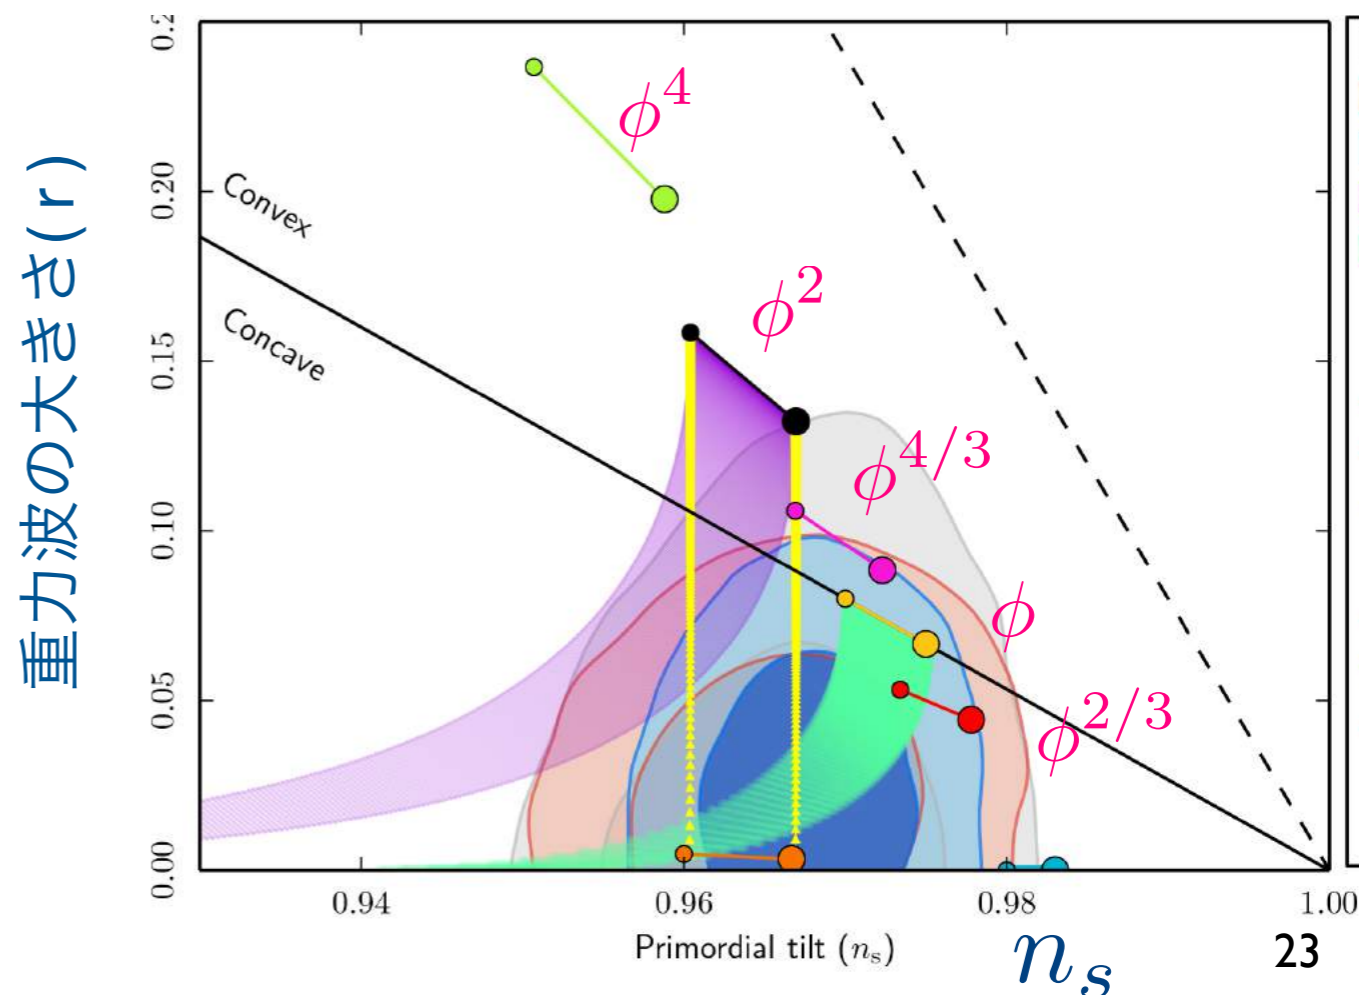 重力波の大きさ(r)
0.20
0.15
0.10
0.05
0.00
Convex
Concave
ϕ^4
ϕ^2
ϕ^{4/3}
ϕ
ϕ^{2/3}
0.94 0.96 0.98 1.00
Primordial tilt (n_s)
n_s
23